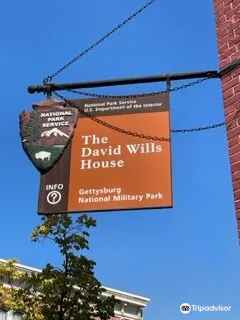 National Park Service
U.S. Department of the Interior
NATIONAL
PARK
SERVICE
The
David Wills
House
INFO
?
Gettysburg
National Military Park
Tripadvisor